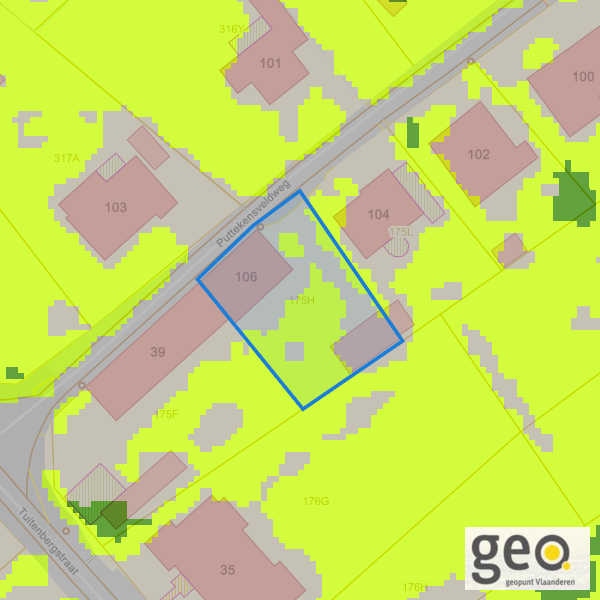 316Y
101
100
102
317A
103
Puttekensveldweg
104
175L
106
175H
39
175F
176G
Tuitenbergstraat
35
176H
geo
geopunt Vlaanderen